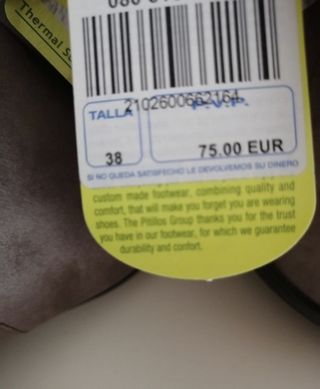 Thermal
2102600662164
TALLA P.V.P.
38 75.00 EUR
SI NO QUEDA SATISFECHO LE DEVOLVEMOS SU DINERO
custom made footwear, combining quality and
comfort, that will make you forget you are wearing
shoes. The Pitillos Group thanks you for the trust
you have in our footwear, for which we guarantee
durability and confort.